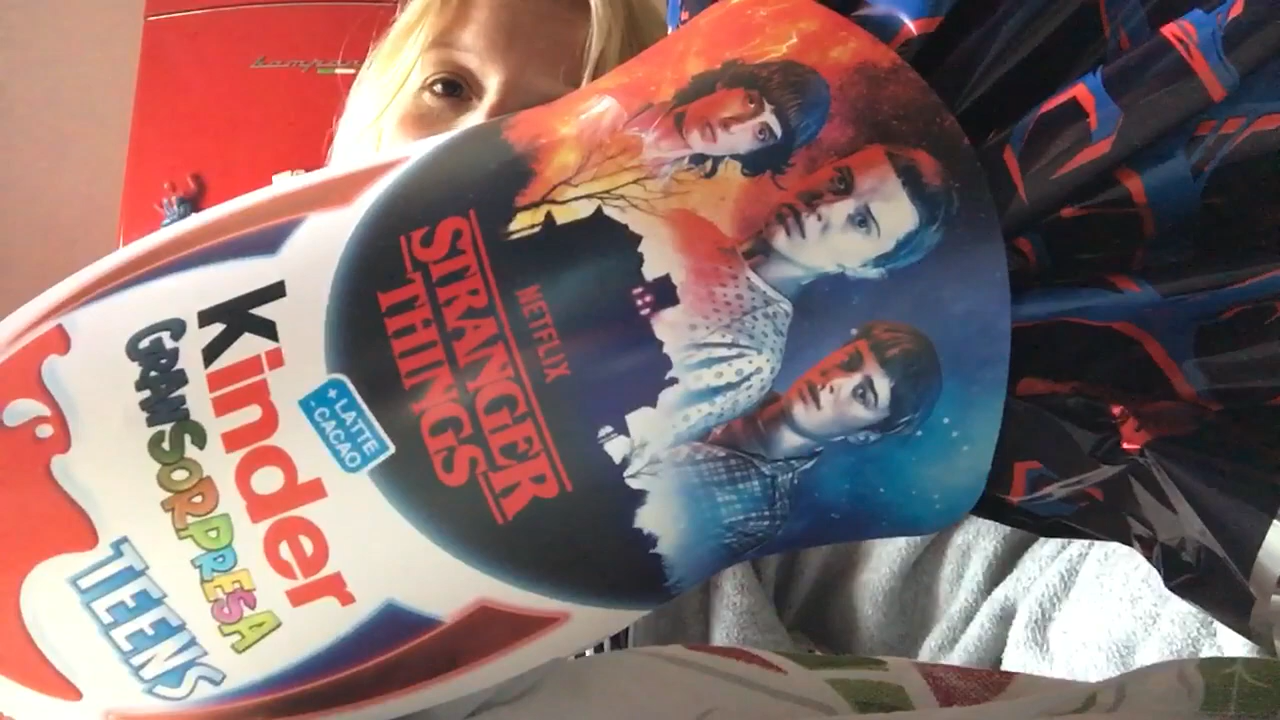 NETFLIX
STRANGER
THINGS
+LATTE
-CACAO
Kinder
GRANSORPRESA
TEENS